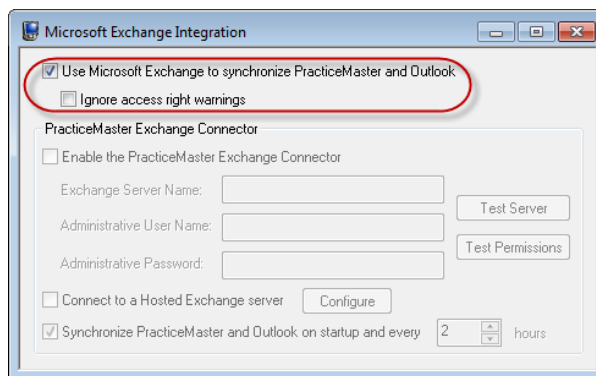 Microsoft Exchange Integration
Use Microsoft Exchange to synchronize PracticeMaster and Outlook
Ignore access right warnings
PracticeMaster Exchange Connector
Enable the PracticeMaster Exchange Connector
Exchange Server Name:
Test Server
Administrative User Name:
Test Permissions
Administrative Password:
Connect to a Hosted Exchange server Configure
Synchronize PracticeMaster and Outlook on startup and every 2 hours